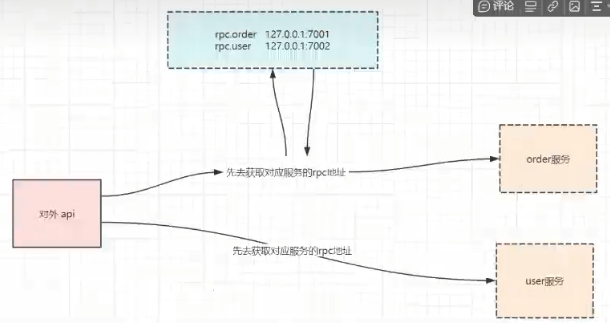 评论
rpc.order 127.0.0.1:7001
rpc.user 127.0.0.1:7002
先去获取对应服务的rpc地址
order服务
对外 api
先去获取对应服务的rpc地址
user服务